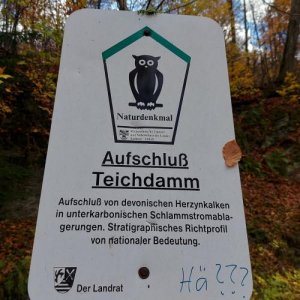 Naturdenkmal
Aufschluß
Teichdamm
Aufschluß von devonischen Herzynkalken
in unterkarbonischen Schlammstromabla-
gerungen. Stratigraphisches Richtprofil
von nationaler Bedeutung.
Der Landrat
Hä???